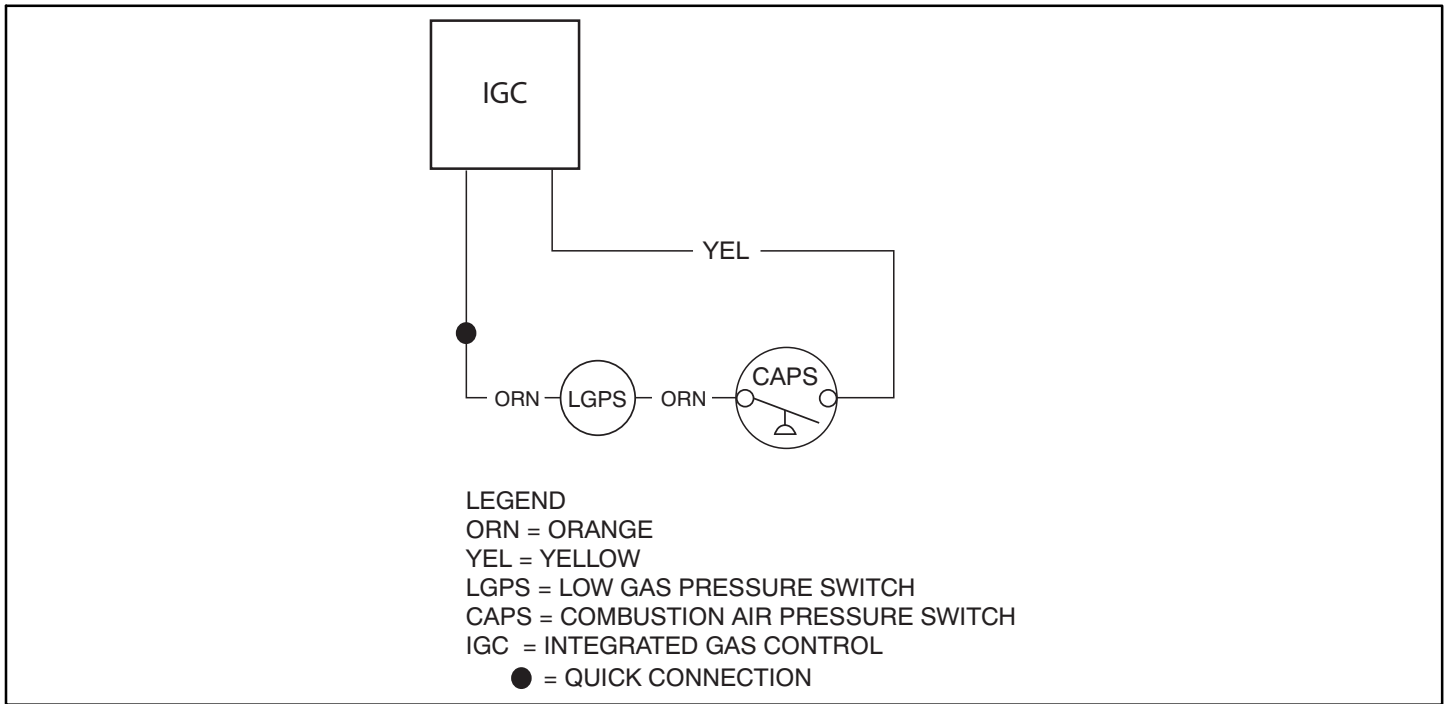 IGC
YEL
ORN LGPS ORN CAPS
LEGEND
ORN = ORANGE
YEL = YELLOW
LGPS = LOW GAS PRESSURE SWITCH
CAPS = COMBUSTION AIR PRESSURE SWITCH
IGC = INTEGRATED GAS CONTROL
● = QUICK CONNECTION